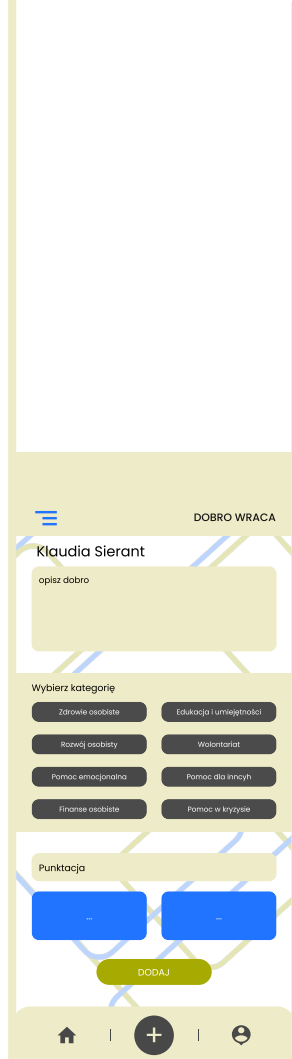 DOBRO WRACA
Klaudia Sierant
opisz dobro
Wybierz kategorię
Zdrowie osobiste
Edukacja i umiejętności
Rozwój osobisty
Wolontariat
Pomoc emocjonalna
Pomoc dla inncyh
Finanse osobiste
Pomoc w kryzysie
Punktacja
...
...
DODAJ